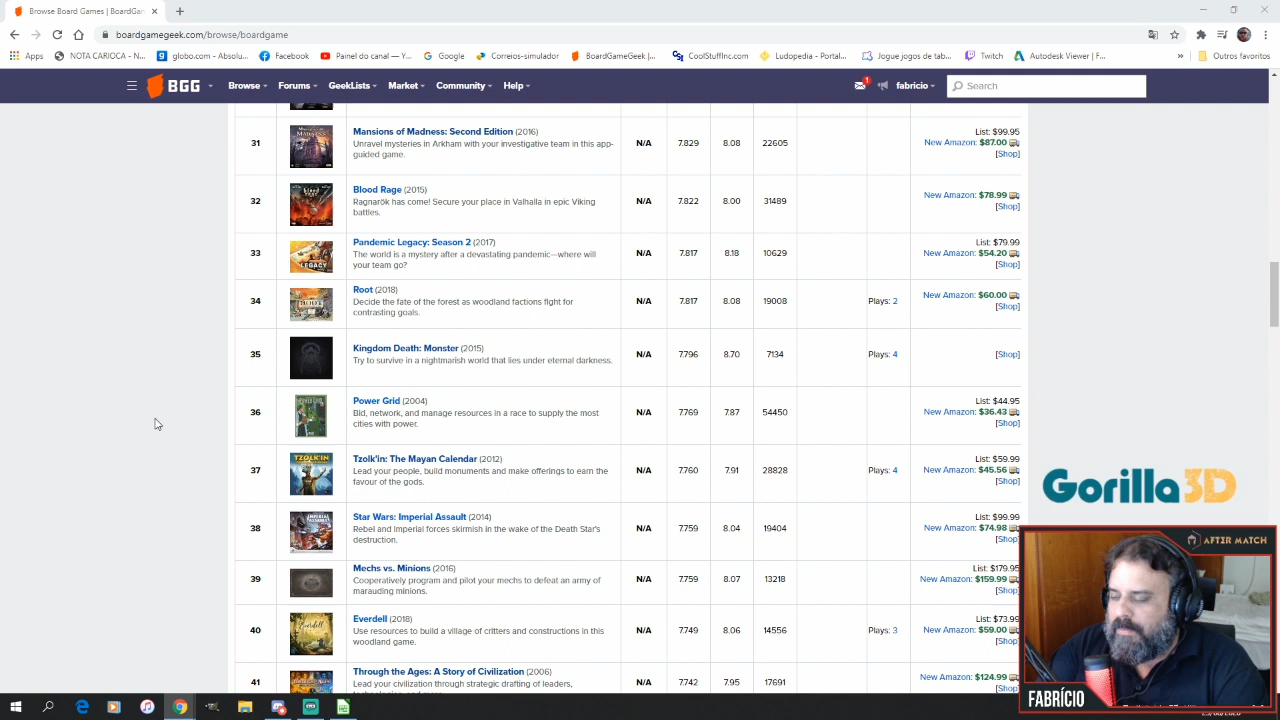 Browse Board Games | BoardGam
boardgamegeek.com/browse/boardgame
Apps
NOTA CARIOCA - No...
globo.com - Absolu...
Facebook
Painel do canal — Y...
Google
Correios-simulador
BoardGameGeek |...
CoolStuffInc.com
Ludopedia - Portal...
Jogue jogos de tab...
Twitch
Autodesk Viewer | F...
Outros favoritos
BGG
Browse
Forums
GeekLists
Market
Community
Help
1
fabricio
Search
31
Mansions of Madness: Second Edition (2016)
Unravel mysteries in Arkham with your investigative team in this app-
guided game.
N/A
7.829
8.08
22605
List: $99.95
New Amazon: $87.00
[Shop]
32
Blood Rage (2015)
Ragnarök has come! Secure your place in Valhalla in epic Viking
battles.
N/A
7.822
8.00
31489
New Amazon: $78.99
[Shop]
33
Pandemic Legacy: Season 2 (2017)
The world is a mystery after a devastating pandemic—where will
your team go?
N/A
7.817
8.18
10629
List: $79.99
New Amazon: $54.20
[Shop]
34
Root (2018)
Decide the fate of the forest as woodland factions fight for
contrasting goals.
N/A
7.817
8.08
19008
Plays: 2
New Amazon: $60.00
[Shop]
35
Kingdom Death: Monster (2015)
Try to survive in a nightmarish world that lies under eternal darkness.
N/A
7.796
8.70
7134
Plays: 4
[Shop]
36
Power Grid (2004)
Bid, network, and manage resources in a race to supply the most
cities with power.
N/A
7.769
7.87
54450
List: $44.95
New Amazon: $36.43
[Shop]
37
Tzolk'in: The Mayan Calendar (2012)
Lead your people, build monuments and make offerings to earn the
favour of the gods.
N/A
7.760
7.91
28828
Plays: 4
List: $59.99
New Amazon: $45.56
[Shop]
38
Star Wars: Imperial Assault (2014)
Rebel and Imperial forces skirmish in the wake of the Death Star's
destruction.
N/A
7.759
8.04
19404
List: $99.99
New Amazon: $74.98
[Shop]
39
Mechs vs. Minions (2016)
Cooperatively program and pilot your mechs to defeat an army of
marauding minions.
N/A
7.759
8.07
13218
List: $179.95
New Amazon: $159.99
[Shop]
40
Everdell (2018)
Use resources to build a village of critters and constructions in this
woodland game.
N/A
7.749
8.06
14556
Plays: 3
List: $73.99
New Amazon: $59.00
[Shop]
41
Through the Ages: A Story of Civilization (2006)
Lead your civilization through strategic drafting of leaders,
N/A
7.742
7.95
17691
New Amazon: $124.99
[Shop]
Gorilla3D
AFTER MATCH
FABRÍCIO